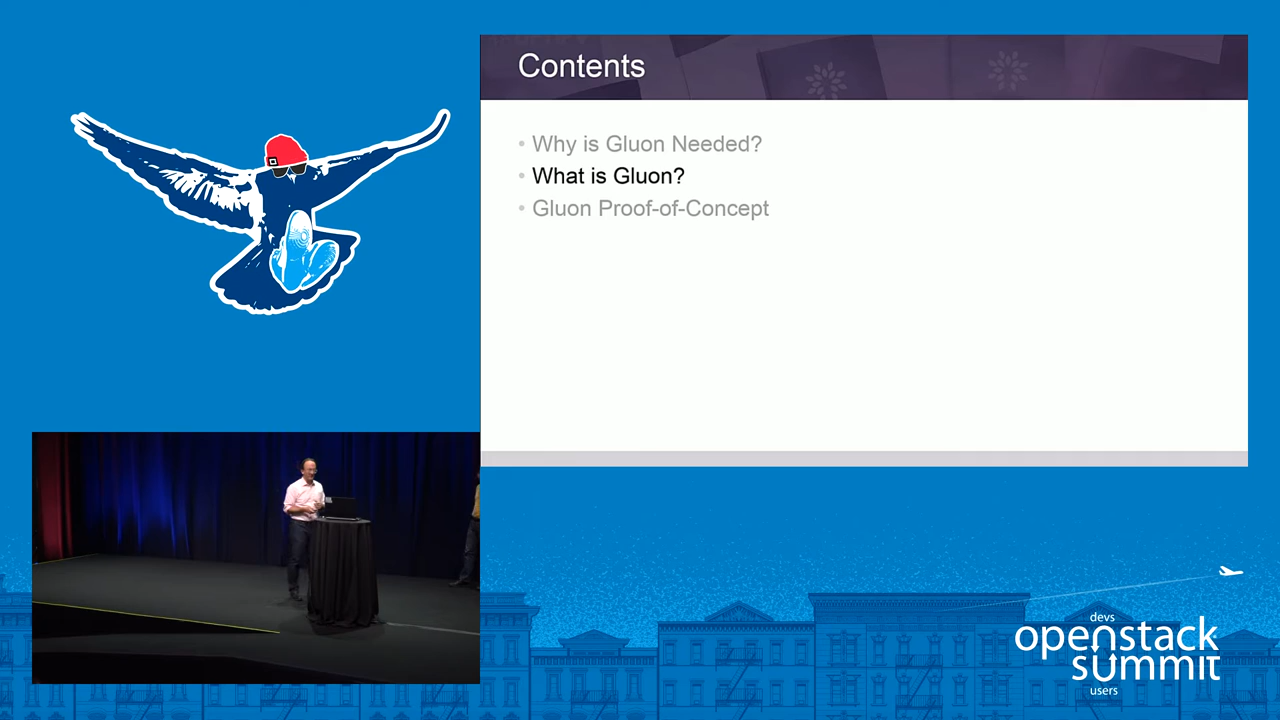 Contents
• Why is Gluon Needed?
• What is Gluon?
• Gluon Proof-of-Concept
devs
openstack
summit
users